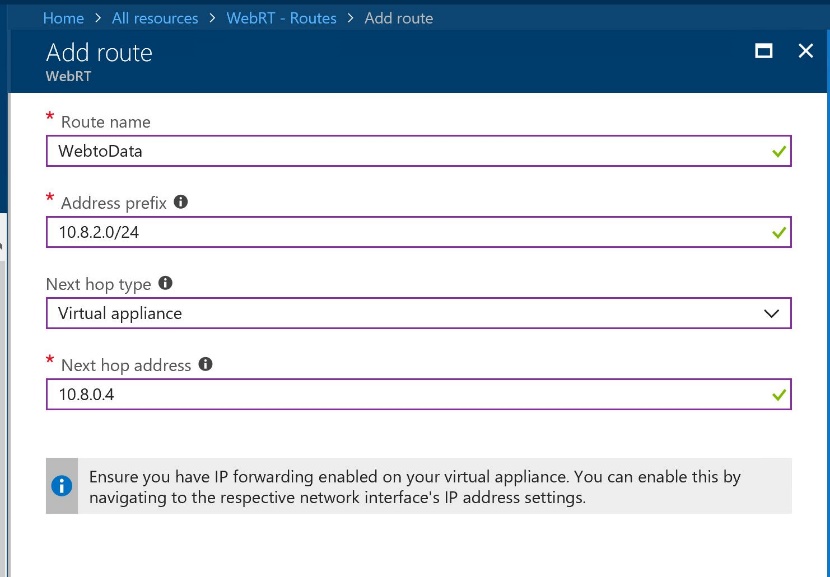 Home > All resources > WebRT - Routes > Add route
Add route
WebRT
* Route name
WebtoData
* Address prefix
10.8.2.0/24
Next hop type
Virtual appliance
* Next hop address
10.8.0.4
Ensure you have IP forwarding enabled on your virtual appliance. You can enable this by
navigating to the respective network interface's IP address settings.